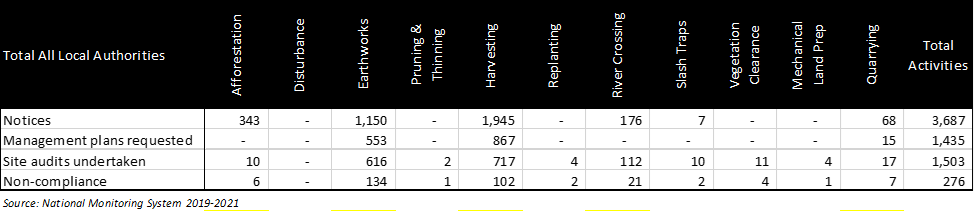 Total All Local Authorities Afforestation Disturbance Earthworks Pruning & Thinning Harvesting Replanting River Crossing Slash Traps Vegetation Clearance Mechanical Land Prep Quarrying Total Activities
Notices 343 - 1,150 - 1,945 - 176 7 - - 68 3,687
Management plans requested - - 553 - 867 - - - - - 15 1,435
Site audits undertaken 10 - 616 2 717 4 112 10 11 4 17 1,503
Non-compliance 6 - 134 1 102 2 21 2 4 1 7 276
Source: National Monitoring System 2019-2021